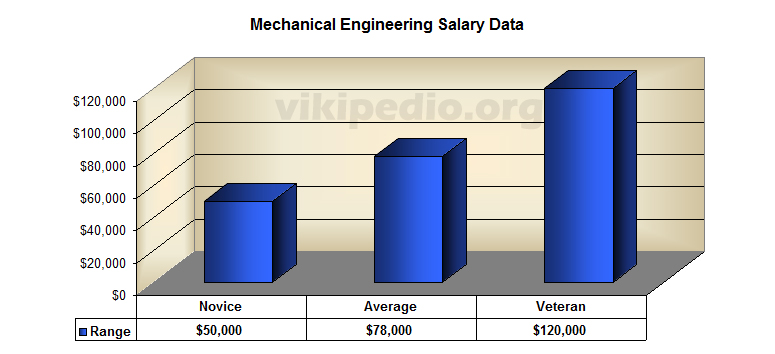 Mechanical Engineering Salary Data
vikipedio.org
$120,000
$100,000
$80,000
$60,000
$40,000
$20,000
$0
Novice Average Veteran
Range $50,000 $78,000 $120,000